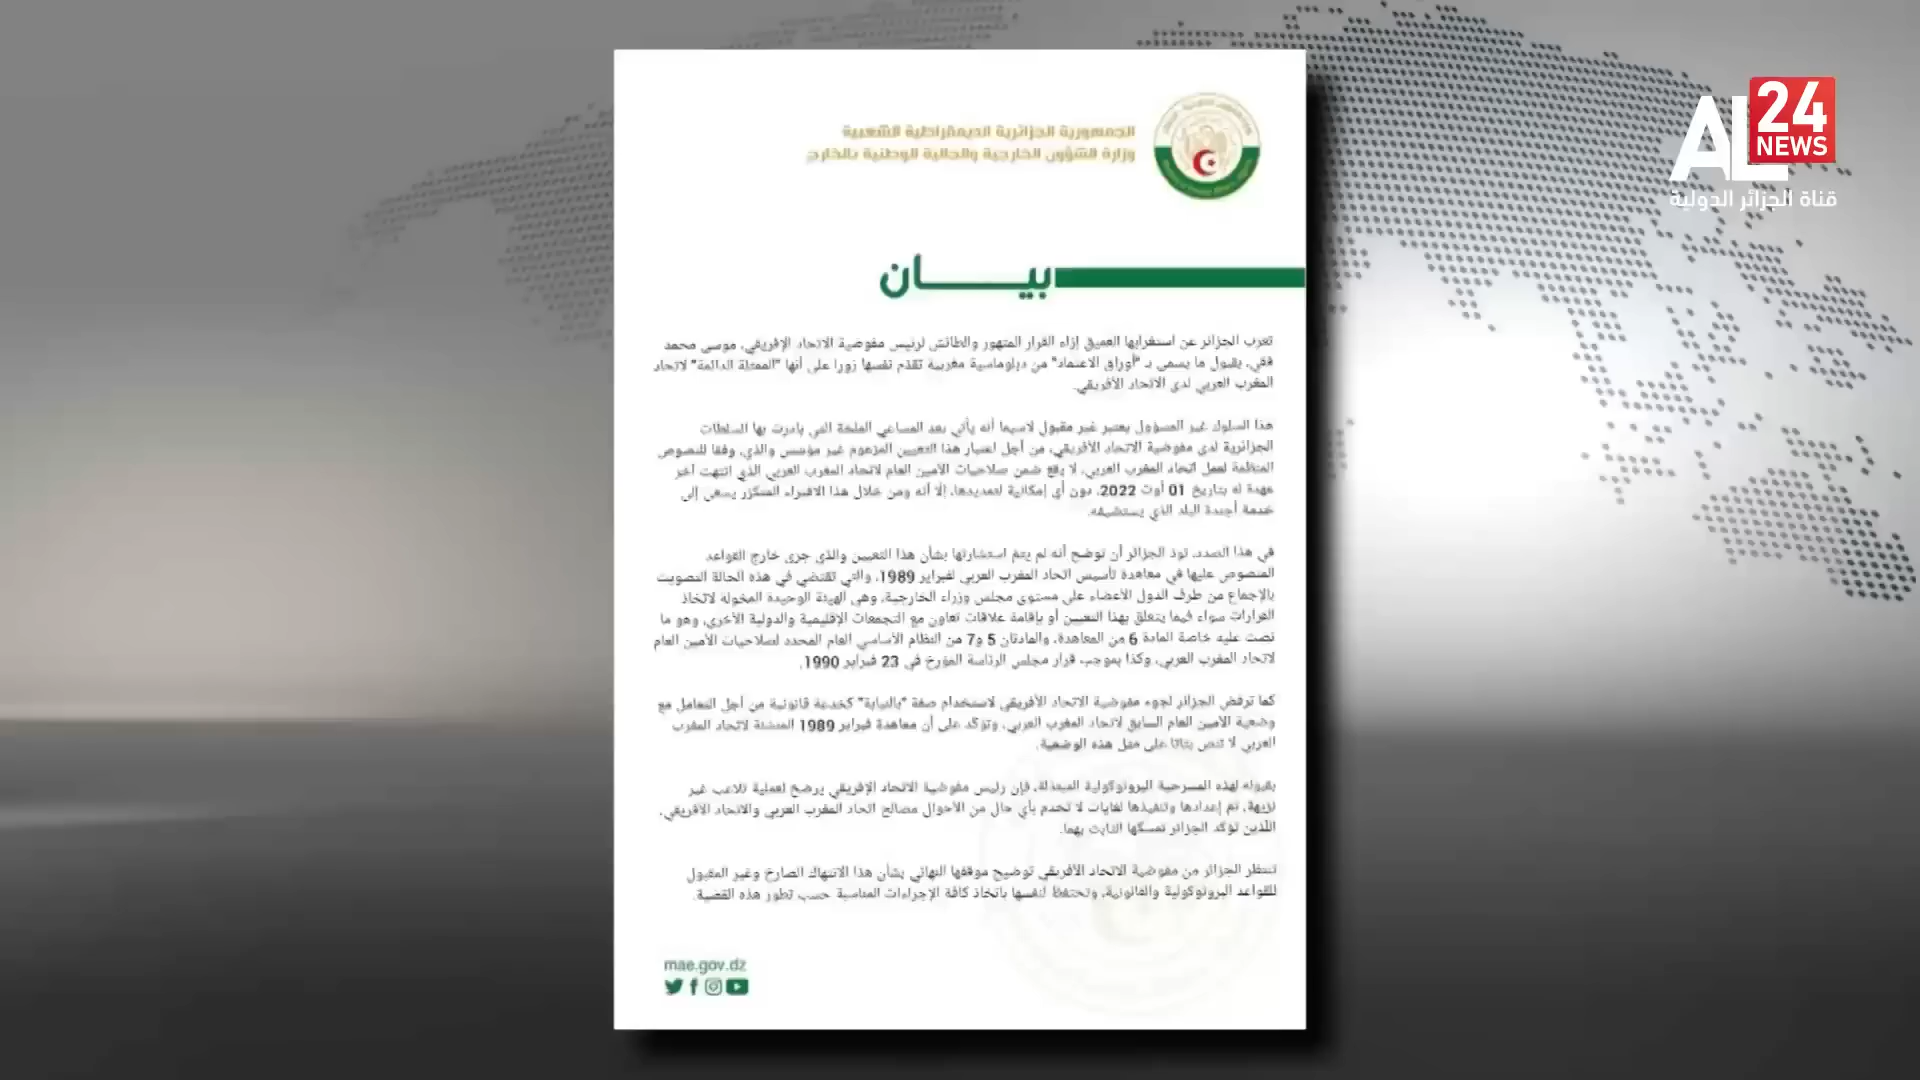 الجمهورية الجزائرية الديمقراطية الشعبية
وزارة الشؤون الخارجية والجالية الوطنية بالخارج
AL
24
NEWS
قناة الجزائر الدولية
بيـــــــان
تعرب الجزائر عن استغرابها العميق إزاء القرار المتهور والطائش لرئيس مفوضية الاتحاد الإفريقي، موسى محمد
فقي، بقبول ما يسمى بـ "أوراق الاعتماد" من دبلوماسية مغربية تقدّم نفسها زورا على أنها "الممثلة الدائمة" لاتحاد
المغرب العربي لدى الاتحاد الأفريقي.
هذا السلوك غير المسؤول يعتبر غير مقبول لاسيما أنه يأتي بعد المساعي الملحة التي بادرت بها السلطات
الجزائرية لدى مفوضية الاتحاد الأفريقي، من أجل اعتبار هذا التعيين المزعوم غير مؤسس والذي، وفقا للنصوص
المنظمة لعمل اتحاد المغرب العربي، لا يقع ضمن صلاحيات الأمين العام لاتحاد المغرب العربي الذي انتهت آخر
عهدة له بتاريخ 01 أوت 2022، دون أي إمكانية لتمديدها، إلا أنه ومن خلال هذا الافتراء المتكرر يسعى إلى
خدمة أجندة البلد الذي يستضيفه.
في هذا الصدد، تود الجزائر أن توضح أنه لم يتم استشارتها بشأن هذا التعيين والذي جرى خارج القواعد
المنصوص عليها في معاهدة تأسيس اتحاد المغرب العربي لفبراير 1989، والتي تقتضي في هذه الحالة التصويت
بالإجماع من طرف الدول الأعضاء على مستوى مجلس وزراء الخارجية، وهي الهيئة الوحيدة المخولة لاتخاذ
القرارات سواء فيما يتعلق بهذا التعيين أو بإقامة علاقات تعاون مع التجمعات الإقليمية والدولية الأخرى، وهو ما
نصت عليه خاصة المادة 6 من المعاهدة، والمادتان 5 و7 من النظام الأساسي العام المحدد لصلاحيات الأمين العام
لاتحاد المغرب العربي، وكذا بموجب قرار مجلس الرئاسة المؤرخ في 23 فبراير 1990.
كما ترفض الجزائر لجوء مفوضية الاتحاد الأفريقي لاستخدام صفة "بالنيابة" كخدعة قانونية من أجل التعامل مع
وضعية الأمين العام السابق لاتحاد المغرب العربي، وتؤكد على أن معاهدة فبراير 1989 المنشئة لاتحاد المغرب
العربي لا تنص بتاتا على مثل هذه الوضعية.
بقبوله لهذه المسرحية البروتوكولية المبتذلة، فإن رئيس مفوضية الاتحاد الإفريقي يرضخ لعملية تلاعب غير
نزيهة، تم إعدادها وتنفيذها لغايات لا تخدم بأي حال من الأحوال مصالح اتحاد المغرب العربي والاتحاد الأفريقي،
اللّذين تؤكد الجزائر تمسكها الثابت بهما.
تنتظر الجزائر من مفوضية الاتحاد الأفريقي توضيح موقفها النهائي بشأن هذا الانتهاك الصارخ وغير المقبول
للقواعد البروتوكولية والقانونية، وتحتفظ لنفسها باتخاذ كافة الإجراءات المناسبة حسب تطور هذه القضية.
mae.gov.dz